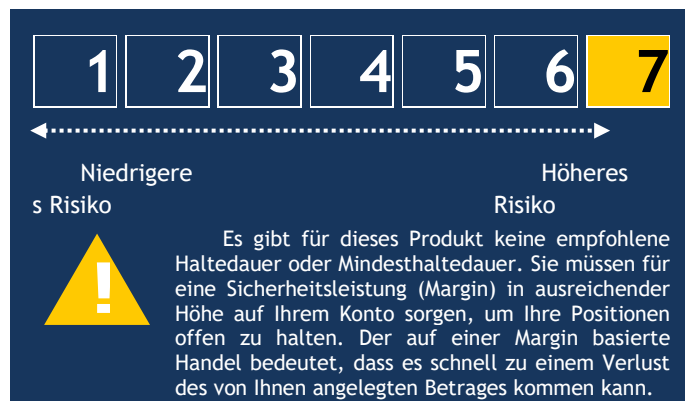 1 2 3 4 5 6 7
Niedrigere Höheres
s Risiko Risiko
!
Es gibt für dieses Produkt keine empfohlene
Haltedauer oder Mindesthaltedauer. Sie müssen für
eine Sicherheitsleistung (Margin) in ausreichender
Höhe auf Ihrem Konto sorgen, um Ihre Positionen
offen zu halten. Der auf einer Margin basierte
Handel bedeutet, dass es schnell zu einem Verlust
des von Ihnen angelegten Betrages kommen kann.